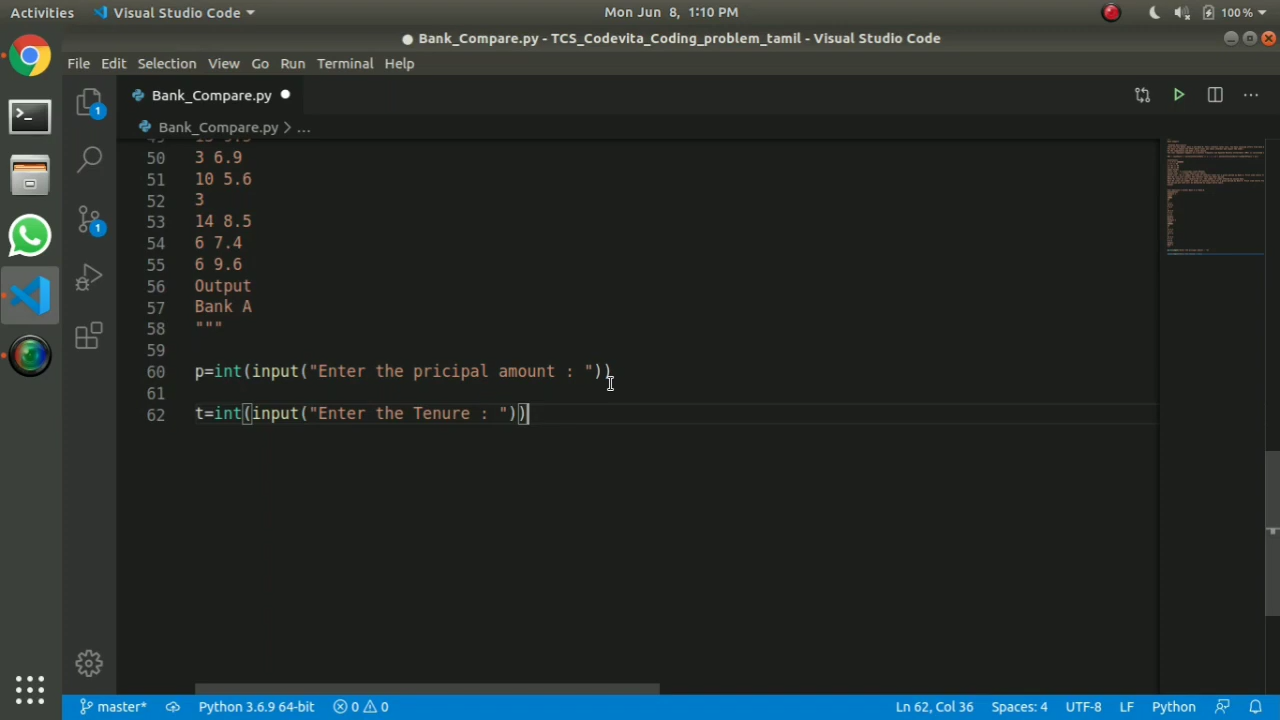 Activities Visual Studio Code Mon Jun 8, 1:10 PM 100 %
● Bank_Compare.py - TCS_Codevita_Coding_problem_tamil - Visual Studio Code
File Edit Selection View Go Run Terminal Help
1 Bank_Compare.py
Bank_Compare.py > ...
50 3 6.9
51 10 5.6
52 3
53 14 8.5
1
54 6 7.4
55 6 9.6
56 Output
57 Bank A
58 """
59
60 p=int(input("Enter the pricipal amount : "))
61
62 t=int(input("Enter the Tenure : "))
master* Python 3.6.9 64-bit 0 0 Ln 62, Col 36 Spaces: 4 UTF-8 LF Python